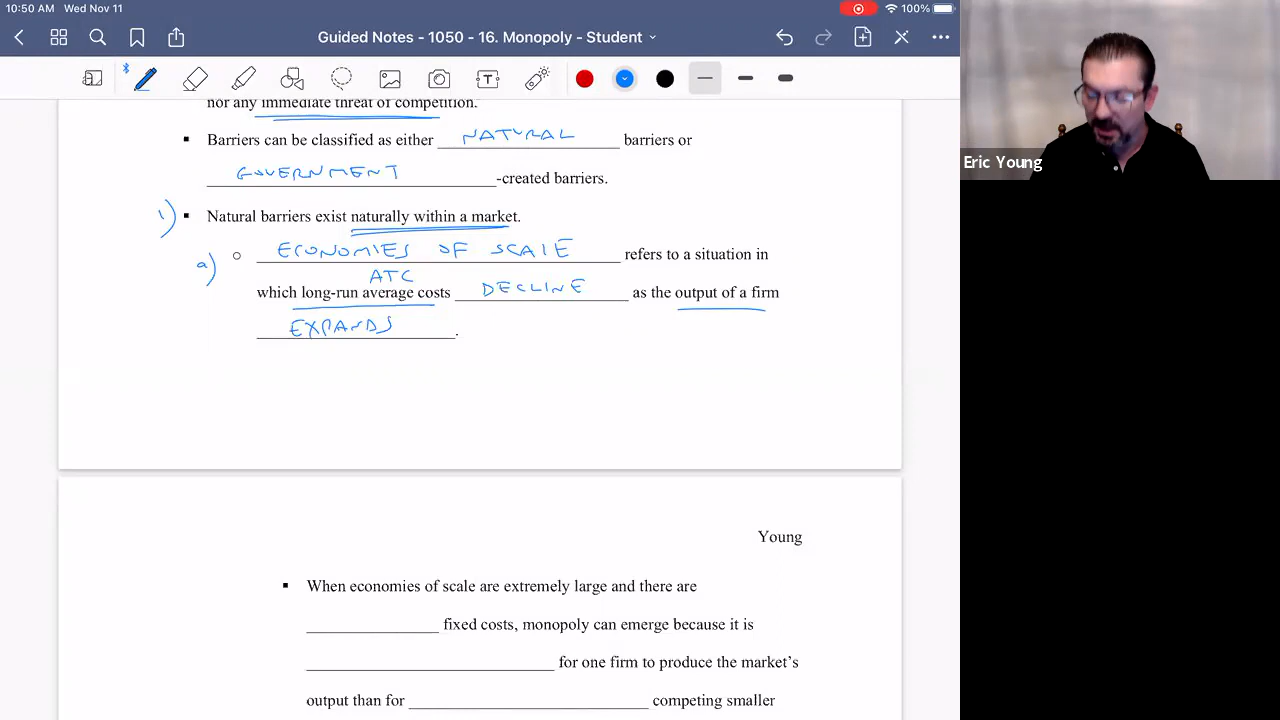 10:50 AM Wed Nov 11
100%
Guided Notes - 1050 - 16. Monopoly - Student
nor any immediate threat of competition.
▪ Barriers can be classified as either NATURAL barriers or
GOVERNMENT -created barriers.
1) ▪ Natural barriers exist naturally within a market.
a) ○ ECONOMIES OF SCALE refers to a situation in
ATC
which long-run average costs DECLINE as the output of a firm
EXPANDS .
Young
▪ When economies of scale are extremely large and there are
______________ fixed costs, monopoly can emerge because it is
______________ for one firm to produce the market's
output than for ______________ competing smaller
Eric Young